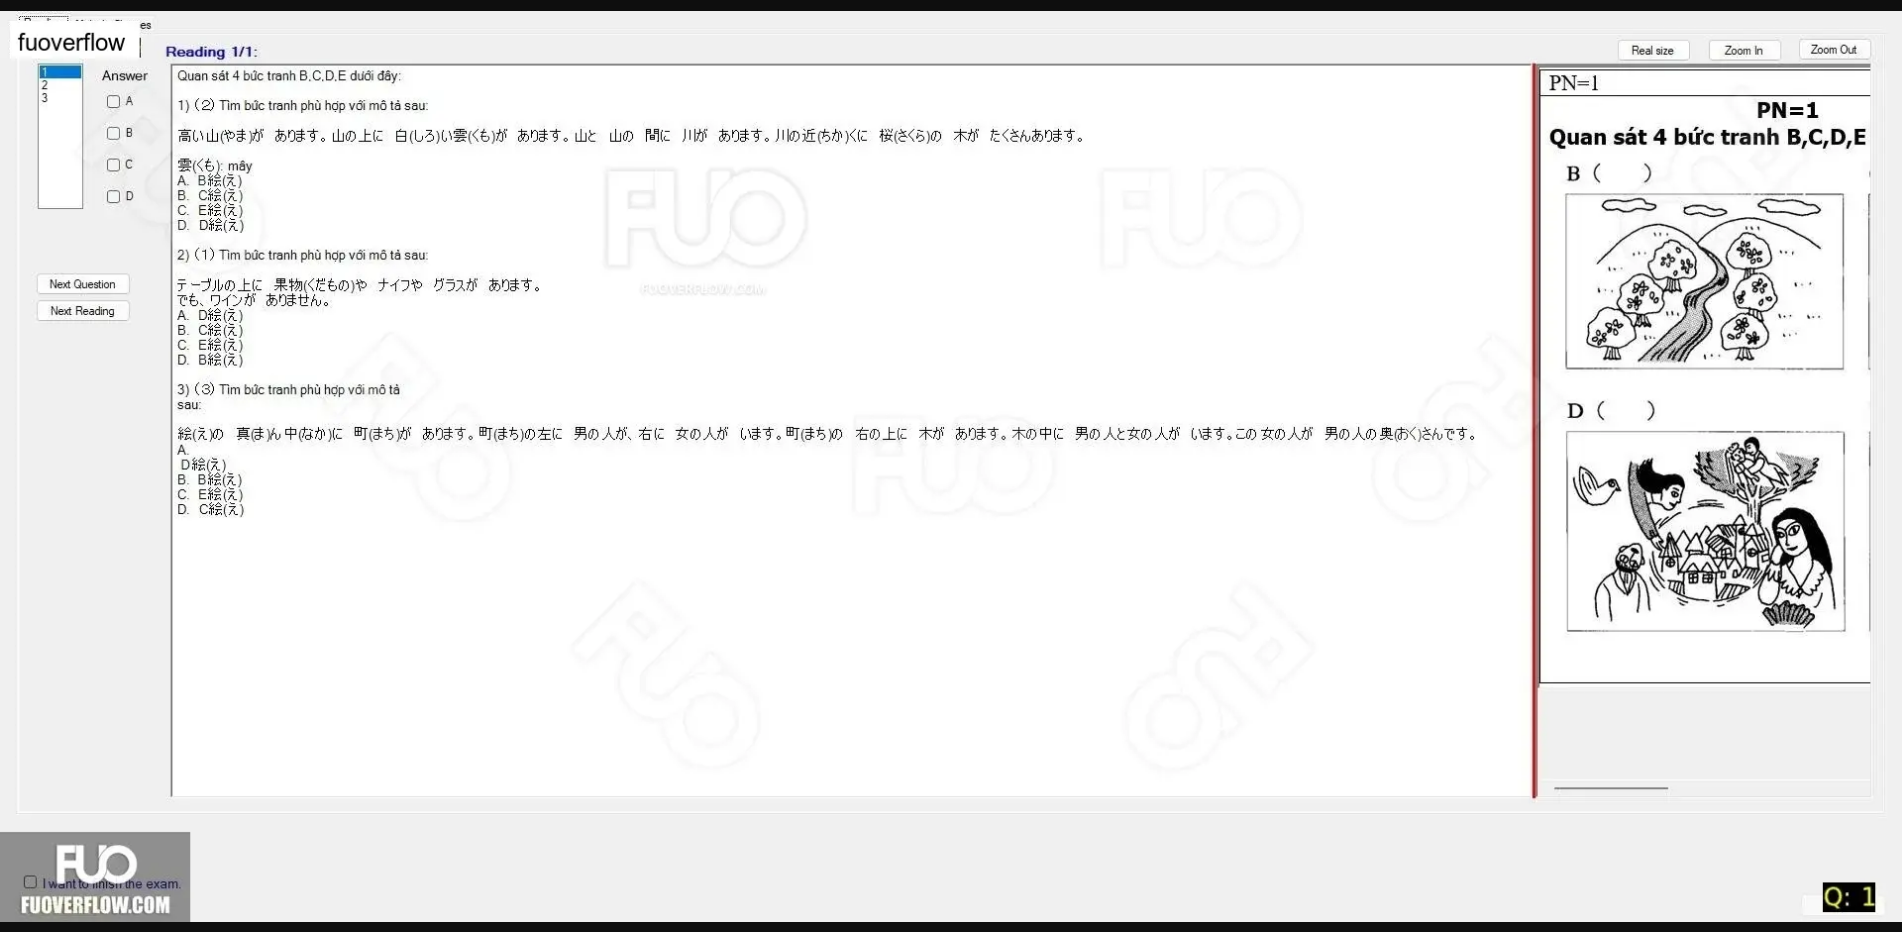 fuoverflow
Reading 1/1:
Real size
Zoom In
Zoom Out
1
2
3
Answer
A
B
C
D
Next Question
Next Reading
Quan sát 4 bức tranh B,C,D,E dưới đây:
1) (2) Tìm bức tranh phù hợp với mô tả sau:
高い山(やま)が あります。山の上に 白(しろ)い雲(くも)が あります。山と 山の 間に 川が あります。川の近(ちか)くに 桜(さくら)の 木が たくさんあります。
雲(くも): mây
A. B絵(え)
B. C絵(え)
C. E絵(え)
D. D絵(え)
2) (1) Tìm bức tranh phù hợp với mô tả sau:
テーブルの上に 果物(くだもの)や ナイフや グラスが あります。
でも、ワインが ありません。
A. D絵(え)
B. C絵(え)
C. E絵(え)
D. B絵(え)
3) (3) Tìm bức tranh phù hợp với mô tả
sau:
絵(え)の 真(ま)ん中(なか)に 町(まち)が あります。町(まち)の左に 男の人が、右に 女の人が います。町(まち)の 右の上に 木が あります。木の中に 男の人と女の人が います。この女の人が 男の人の奥(おく)さんです。
A.
D絵(え)
B. B絵(え)
C. E絵(え)
D. C絵(え)
PN=1
PN=1
Quan sát 4 bức tranh B,C,D,E
B ( )
D ( )
FUO
FUOVERFLOW.COM
FUO
FUO
FUO
FUO
FUO
FUO
FUO
I want to finish the exam.
FUOVERFLOW.COM
Q: 1